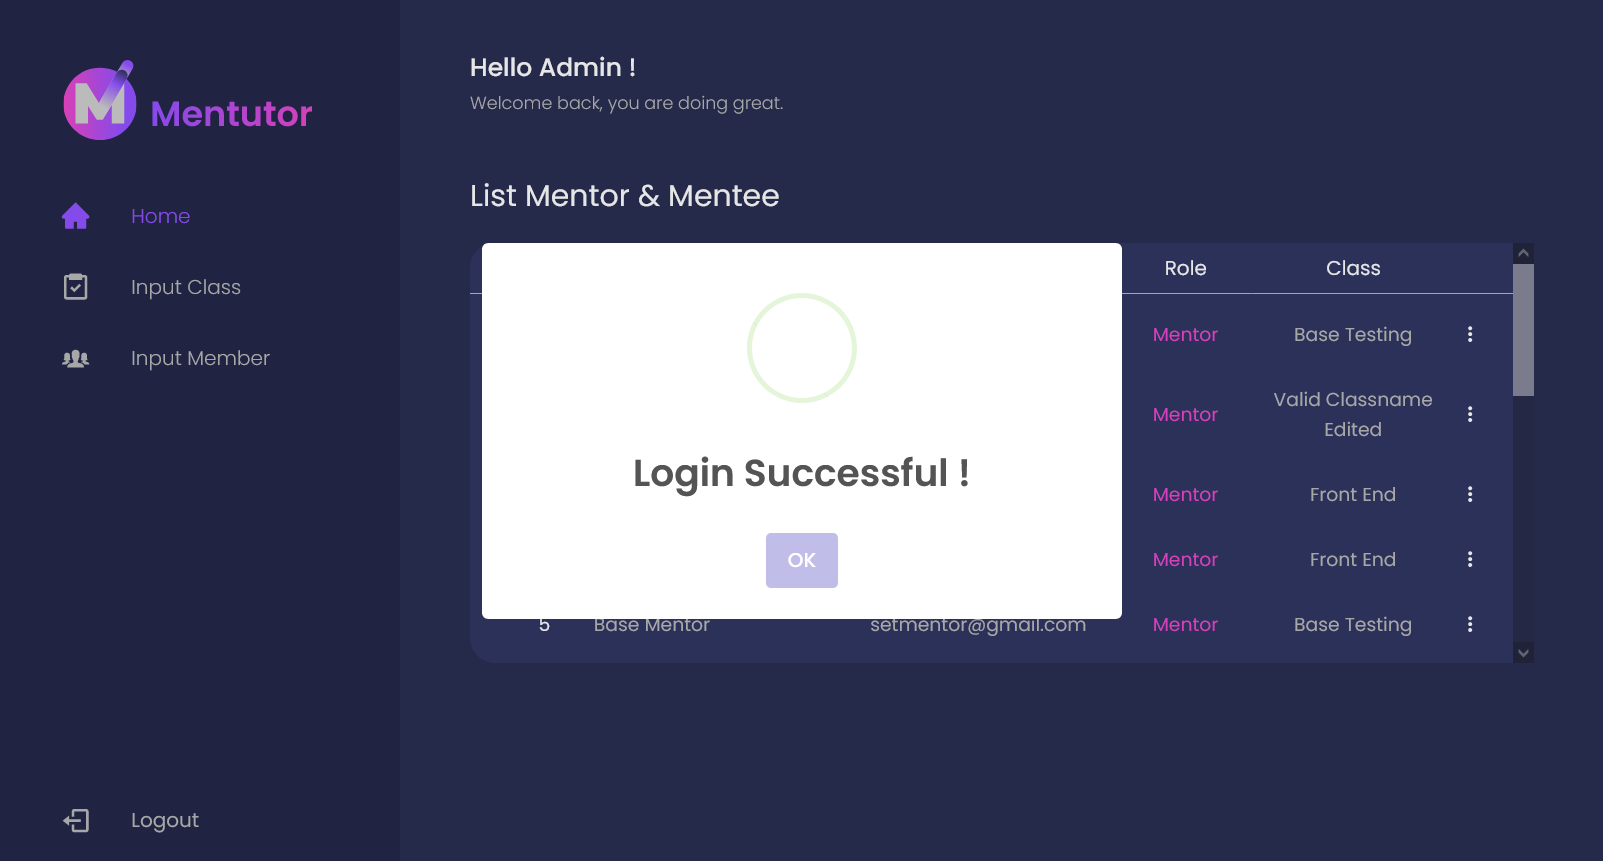 Mentutor
Home
Input Class
Input Member
Logout
Hello Admin !
Welcome back, you are doing great.
List Mentor & Mentee
Role Class
Mentor Base Testing
Mentor Valid Classname
Edited
Mentor Front End
Mentor Front End
5 Base Mentor setmentor@gmail.com Mentor Base Testing
Login Successful !
OK